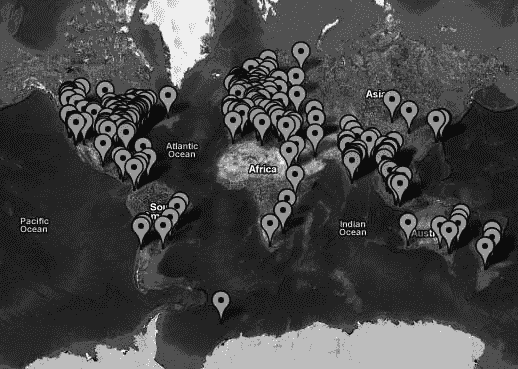 Asia
Atlantic
Ocean
Africa
Pacific
Ocean
Indian
Ocean